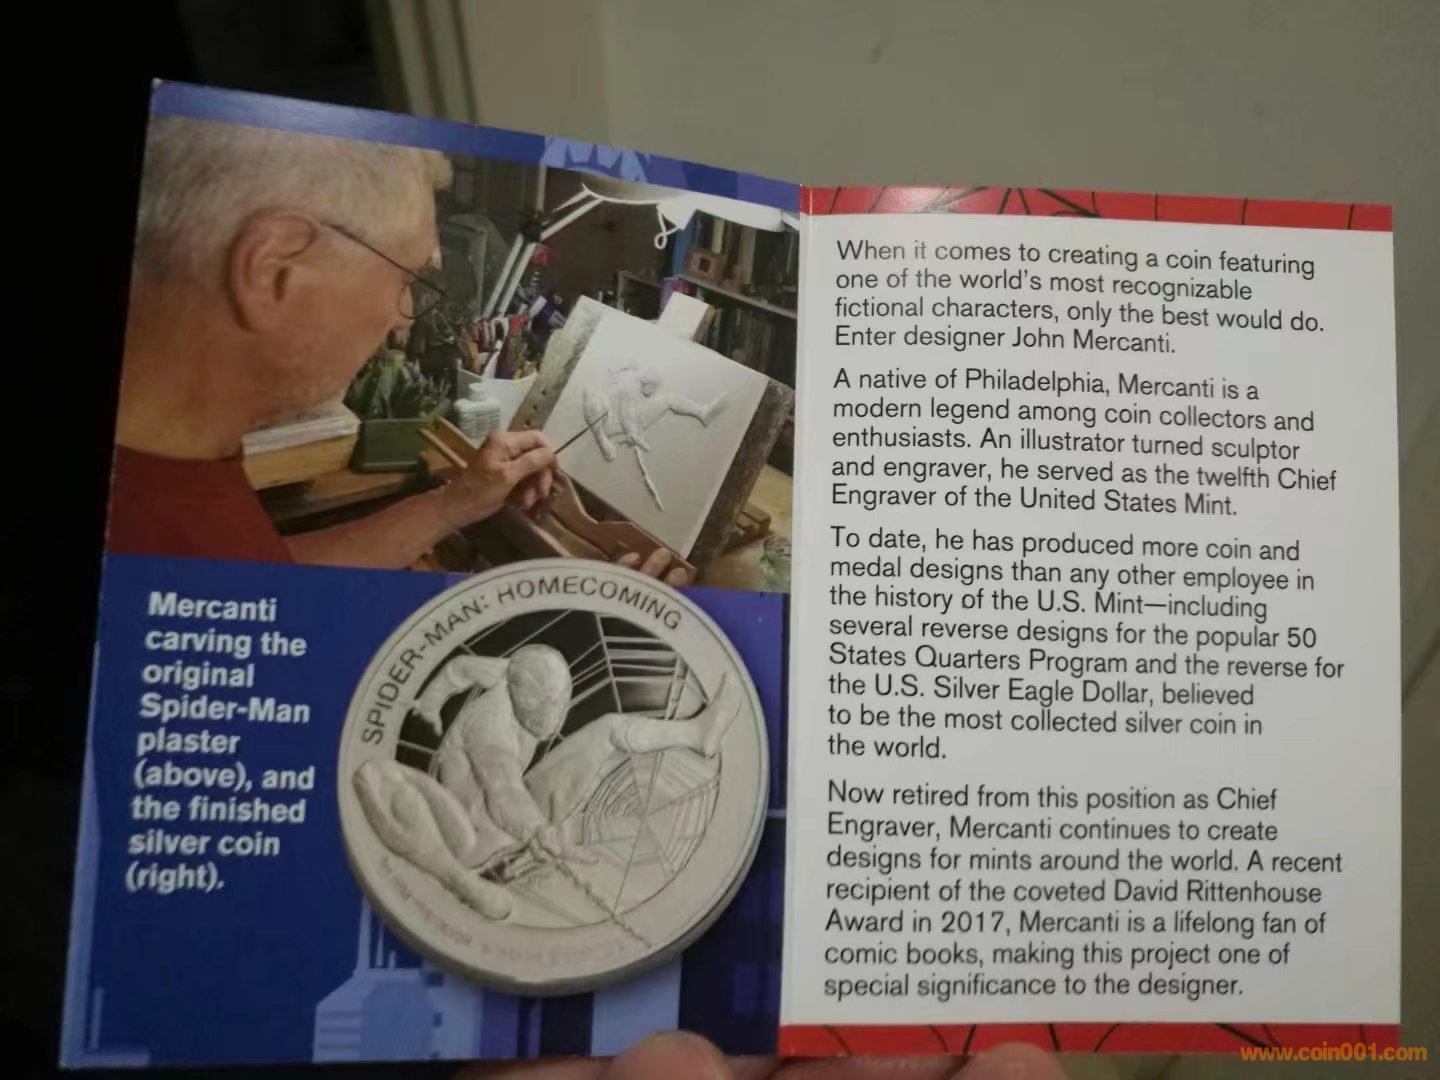 Mercanti
carving the
original
Spider-Man
plaster
(above), and
the finished
silver coin
(right).
SPIDER-MAN: HOMECOMING
When it comes to creating a coin featuring
one of the world's most recognizable
fictional characters, only the best would do.
Enter designer John Mercanti.
A native of Philadelphia, Mercanti is a
modern legend among coin collectors and
enthusiasts. An illustrator turned sculptor
and engraver, he served as the twelfth Chief
Engraver of the United States Mint.
To date, he has produced more coin and
medal designs than any other employee in
the history of the U.S. Mint—including
several reverse designs for the popular 50
States Quarters Program and the reverse for
the U.S. Silver Eagle Dollar, believed
to be the most collected silver coin in
the world.
Now retired from this position as Chief
Engraver, Mercanti continues to create
designs for mints around the world. A recent
recipient of the coveted David Rittenhouse
Award in 2017, Mercanti is a lifelong fan of
comic books, making this project one of
special significance to the designer.
www.coin001.com